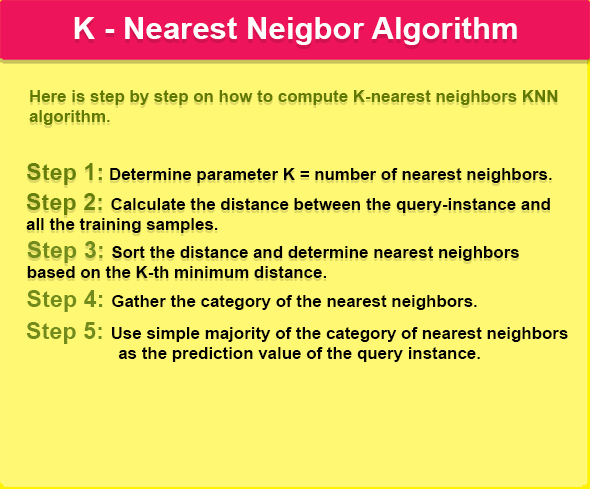 K - Nearest Neigbor Algorithm
Here is step by step on how to compute K-nearest neighbors KNN
algorithm.
Step 1: Determine parameter K = number of nearest neighbors.
Step 2: Calculate the distance between the query-instance and
all the training samples.
Step 3: Sort the distance and determine nearest neighbors
based on the K-th minimum distance.
Step 4: Gather the category of the nearest neighbors.
Step 5: Use simple majority of the category of nearest neighbors
as the prediction value of the query instance.